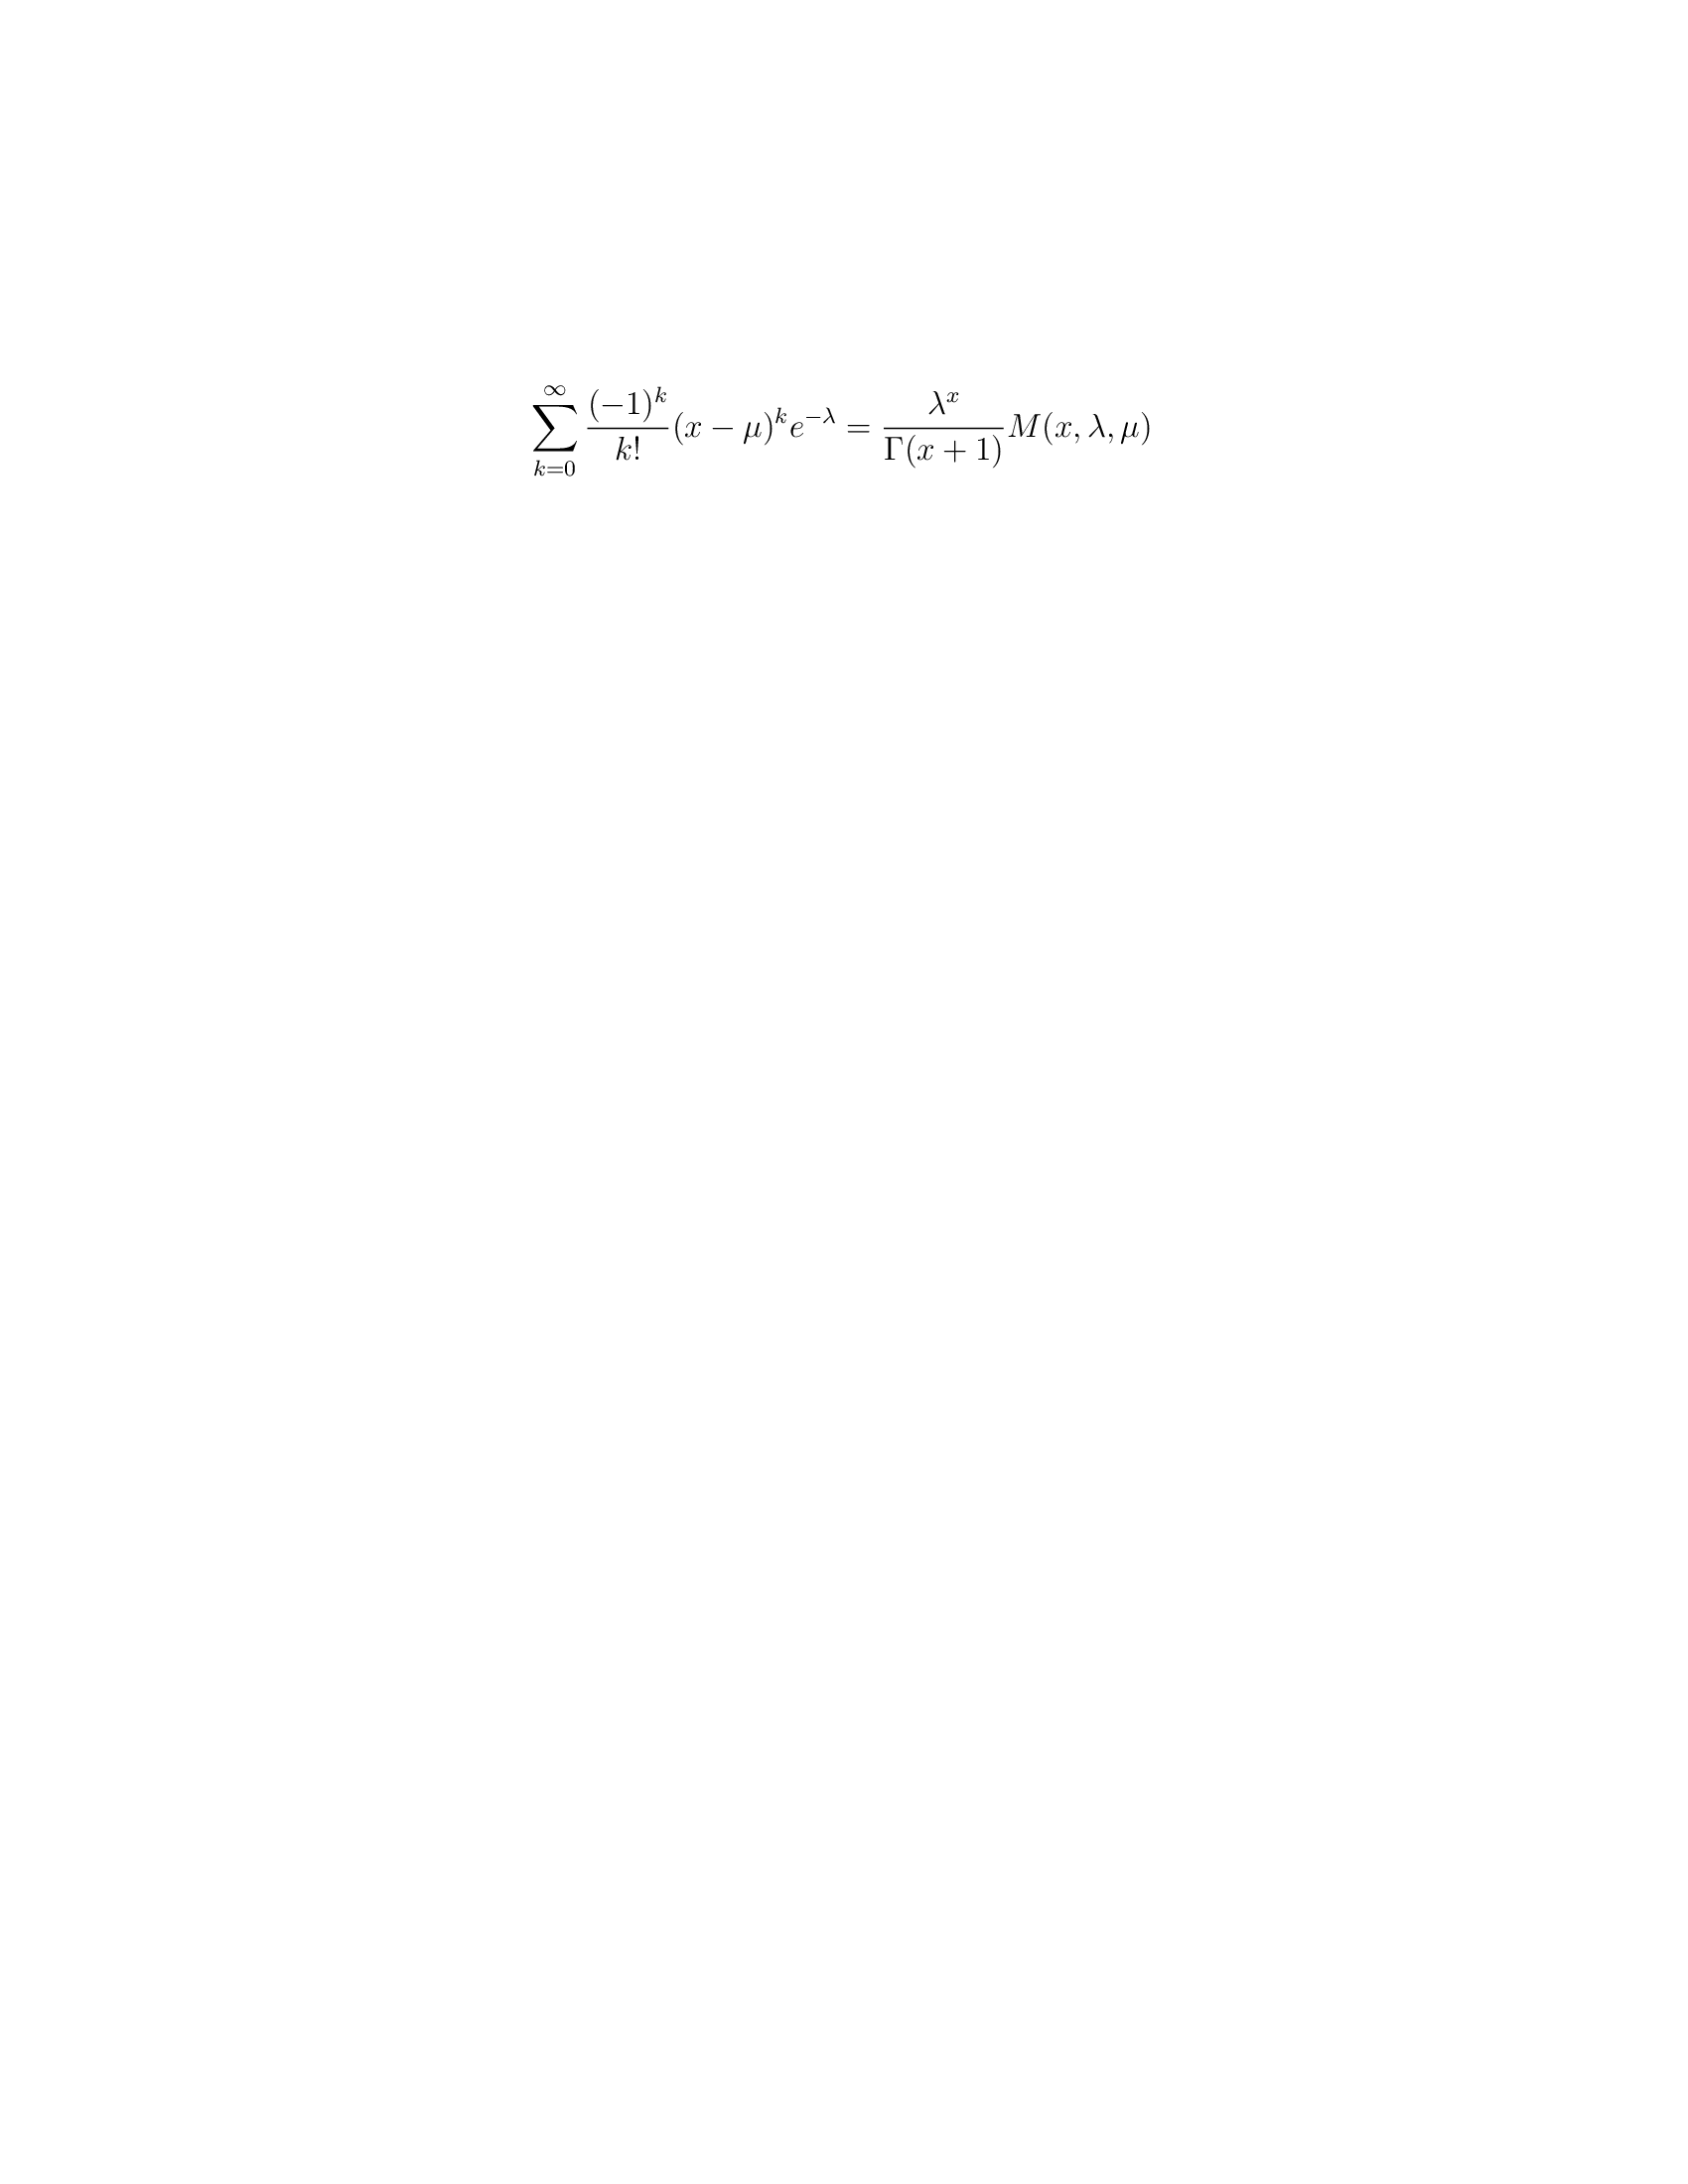 \sum_{k=0}^{\infty} \frac{(-1)^k}{k!} (x - \mu)^k e^{-\lambda} = \frac{\lambda^x}{\Gamma(x + 1)} M(x, \lambda, \mu)